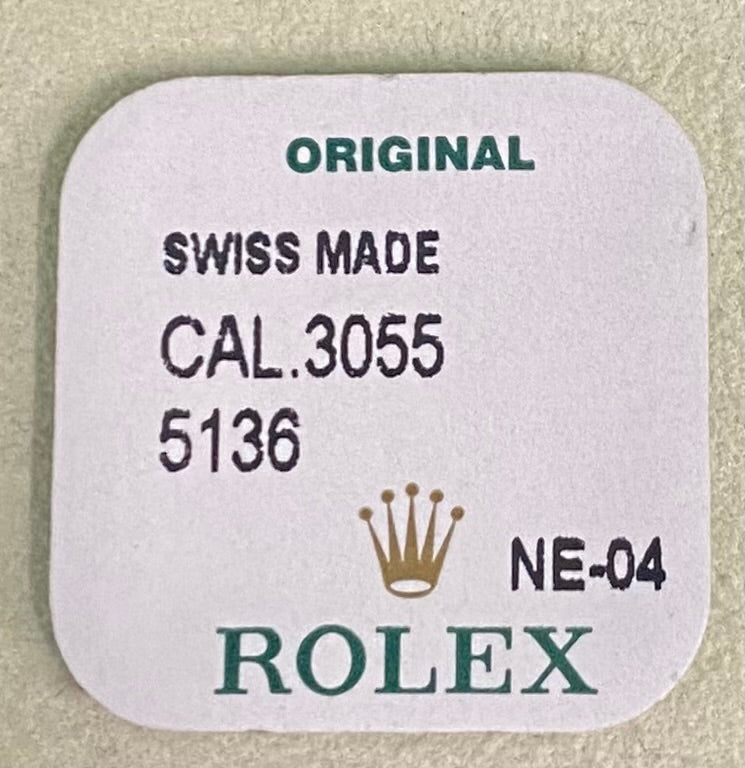 ORIGINAL
SWISS MADE
CAL.3055
5136
NE-04
ROLEX